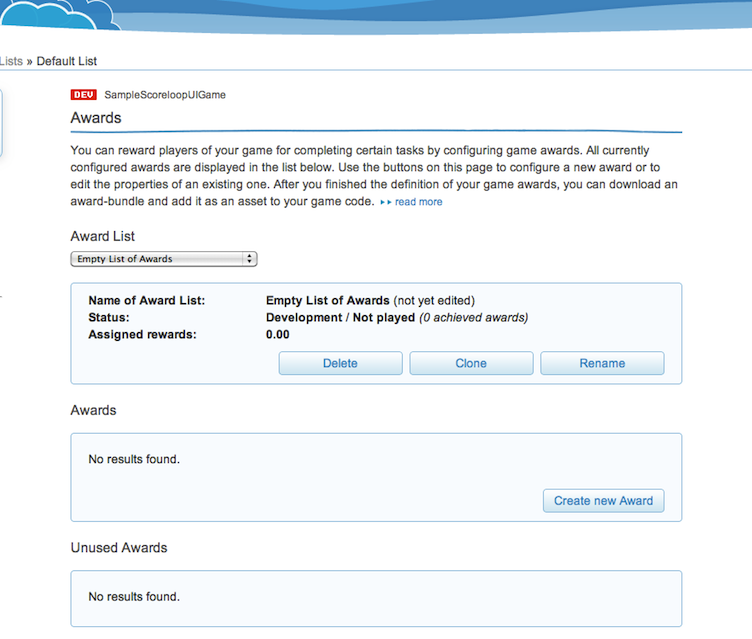 Lists » Default List
DEV SampleScoreloopUIGame
Awards
You can reward players of your game for completing certain tasks by configuring game awards. All currently
configured awards are displayed in the list below. Use the buttons on this page to configure a new award or to
edit the properties of an existing one. After you finished the definition of your game awards, you can download an
award-bundle and add it as an asset to your game code. ▸▸ read more
Award List
Empty List of Awards
Name of Award List: Empty List of Awards (not yet edited)
Status: Development / Not played (0 achieved awards)
Assigned rewards: 0.00
Delete Clone Rename
Awards
No results found.
Create new Award
Unused Awards
No results found.